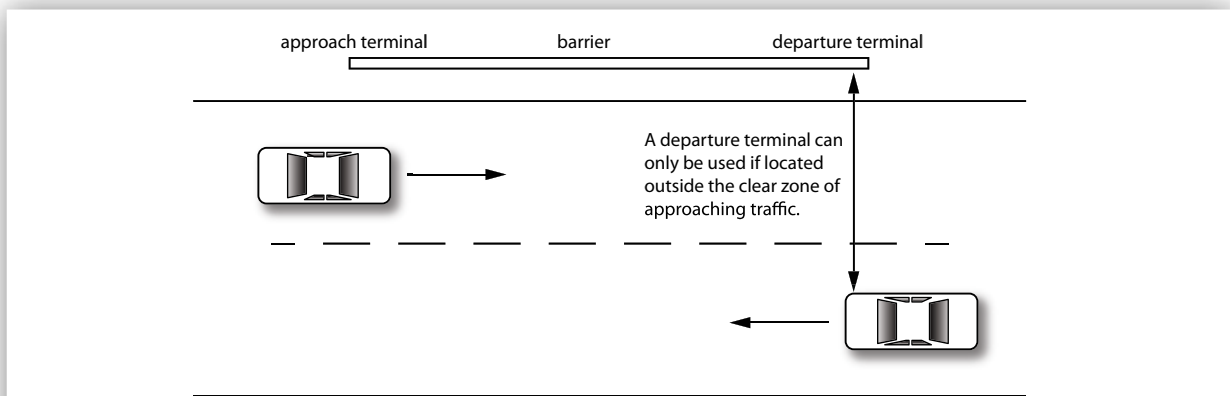 approach terminal barrier departure terminal
A departure terminal can
only be used if located
outside the clear zone of
approaching traffic.